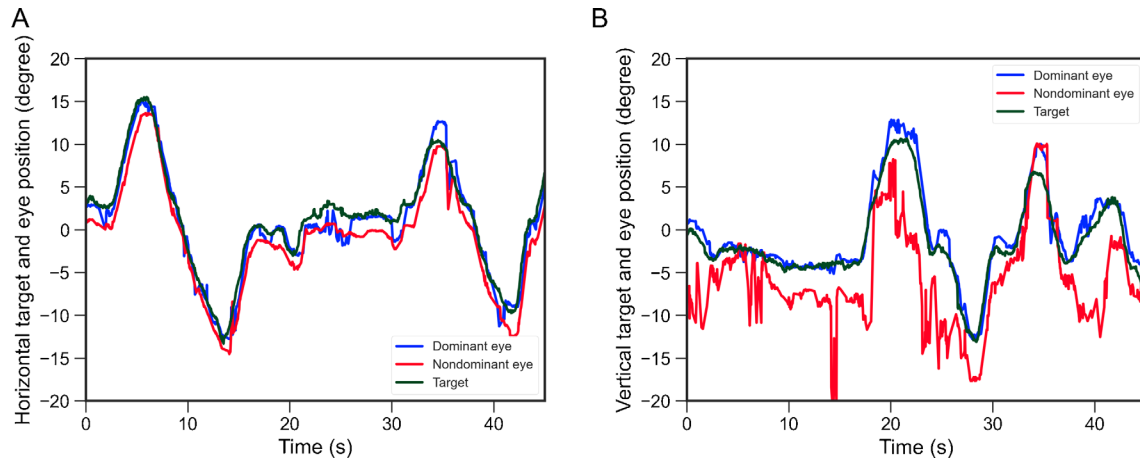 A
Horizontal target and eye position (degree)
20
15
10
5
0
−5
−10
−15
−20
0
10
20
30
40
Time (s)
Dominant eye
Nondominant eye
Target
B
Vertical target and eye position (degree)
20
15
10
5
0
−5
−10
−15
−20
0
10
20
30
40
Time (s)
Dominant eye
Nondominant eye
Target